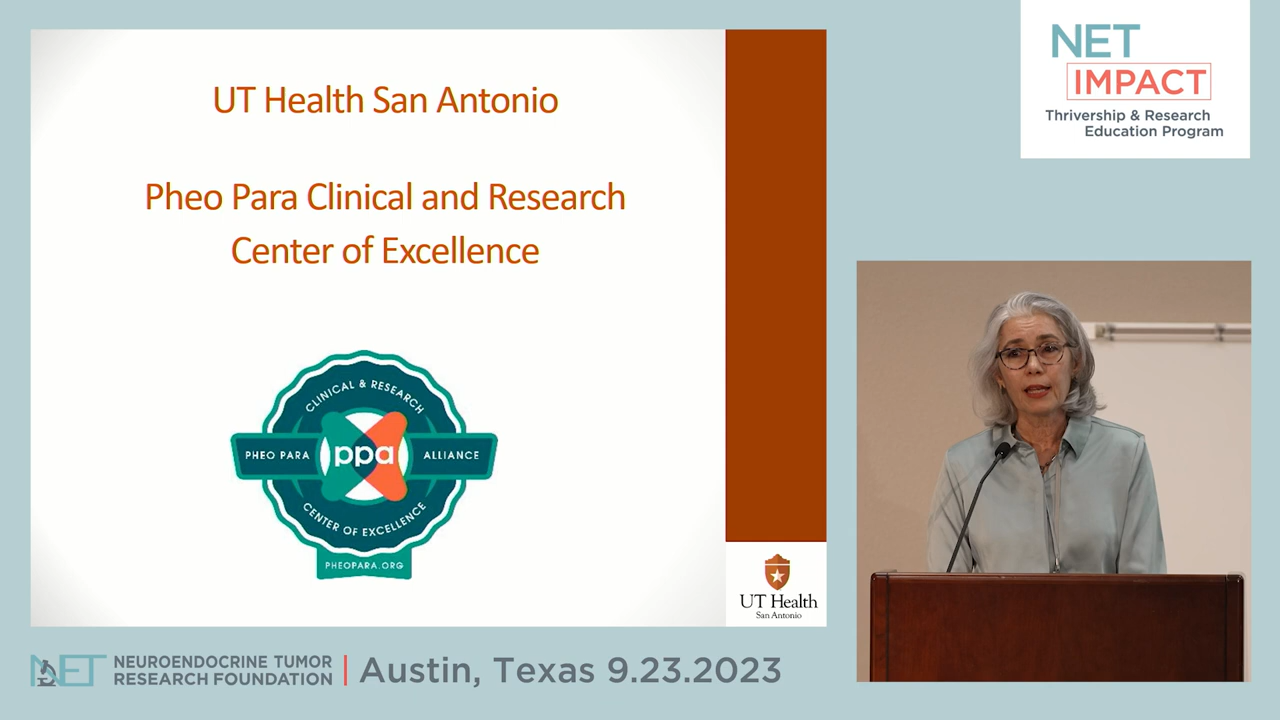 UT Health San Antonio
Pheo Para Clinical and Research
Center of Excellence
CLINICAL & RESEARCH
PHEO PARA
ppa
ALLIANCE
CENTER OF EXCELLENCE
PHEOPARA.ORG
UT Health
San Antonio
NET
IMPACT
Thrivership & Research
Education Program
NET
NEUROENDOCRINE TUMOR
RESEARCH FOUNDATION
Austin, Texas 9.23.2023